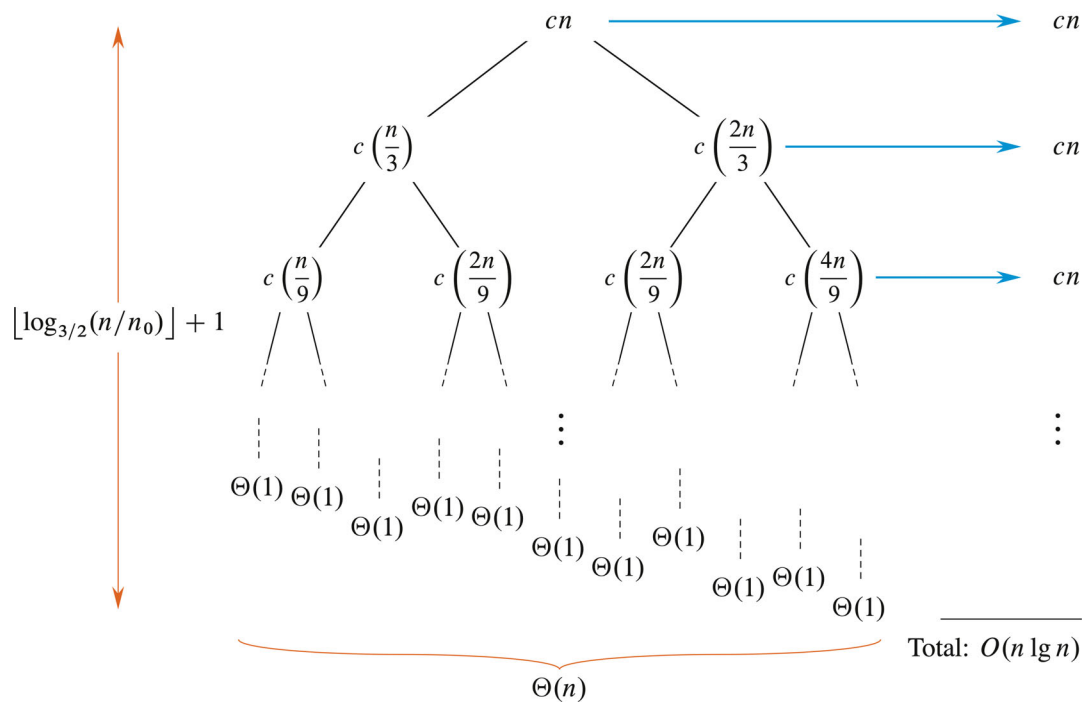 cn cn
c (n/3) c (2n/3) cn
c (n/9) c (2n/9) c (2n/9) c (4n/9) cn
⌊log_{3/2}(n/n_0)⌋ + 1
⋮ ⋮
Θ(1) Θ(1) Θ(1) Θ(1) Θ(1) Θ(1) Θ(1) Θ(1) Θ(1) Θ(1) Θ(1)
Total: O(n lg n)
Θ(n)